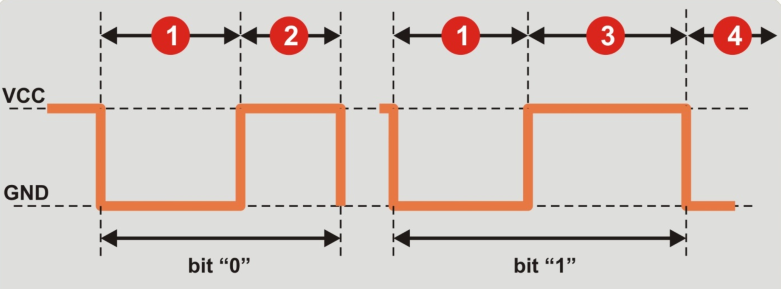 1 2 1 3 4
VCC
GND
bit “0” bit “1”